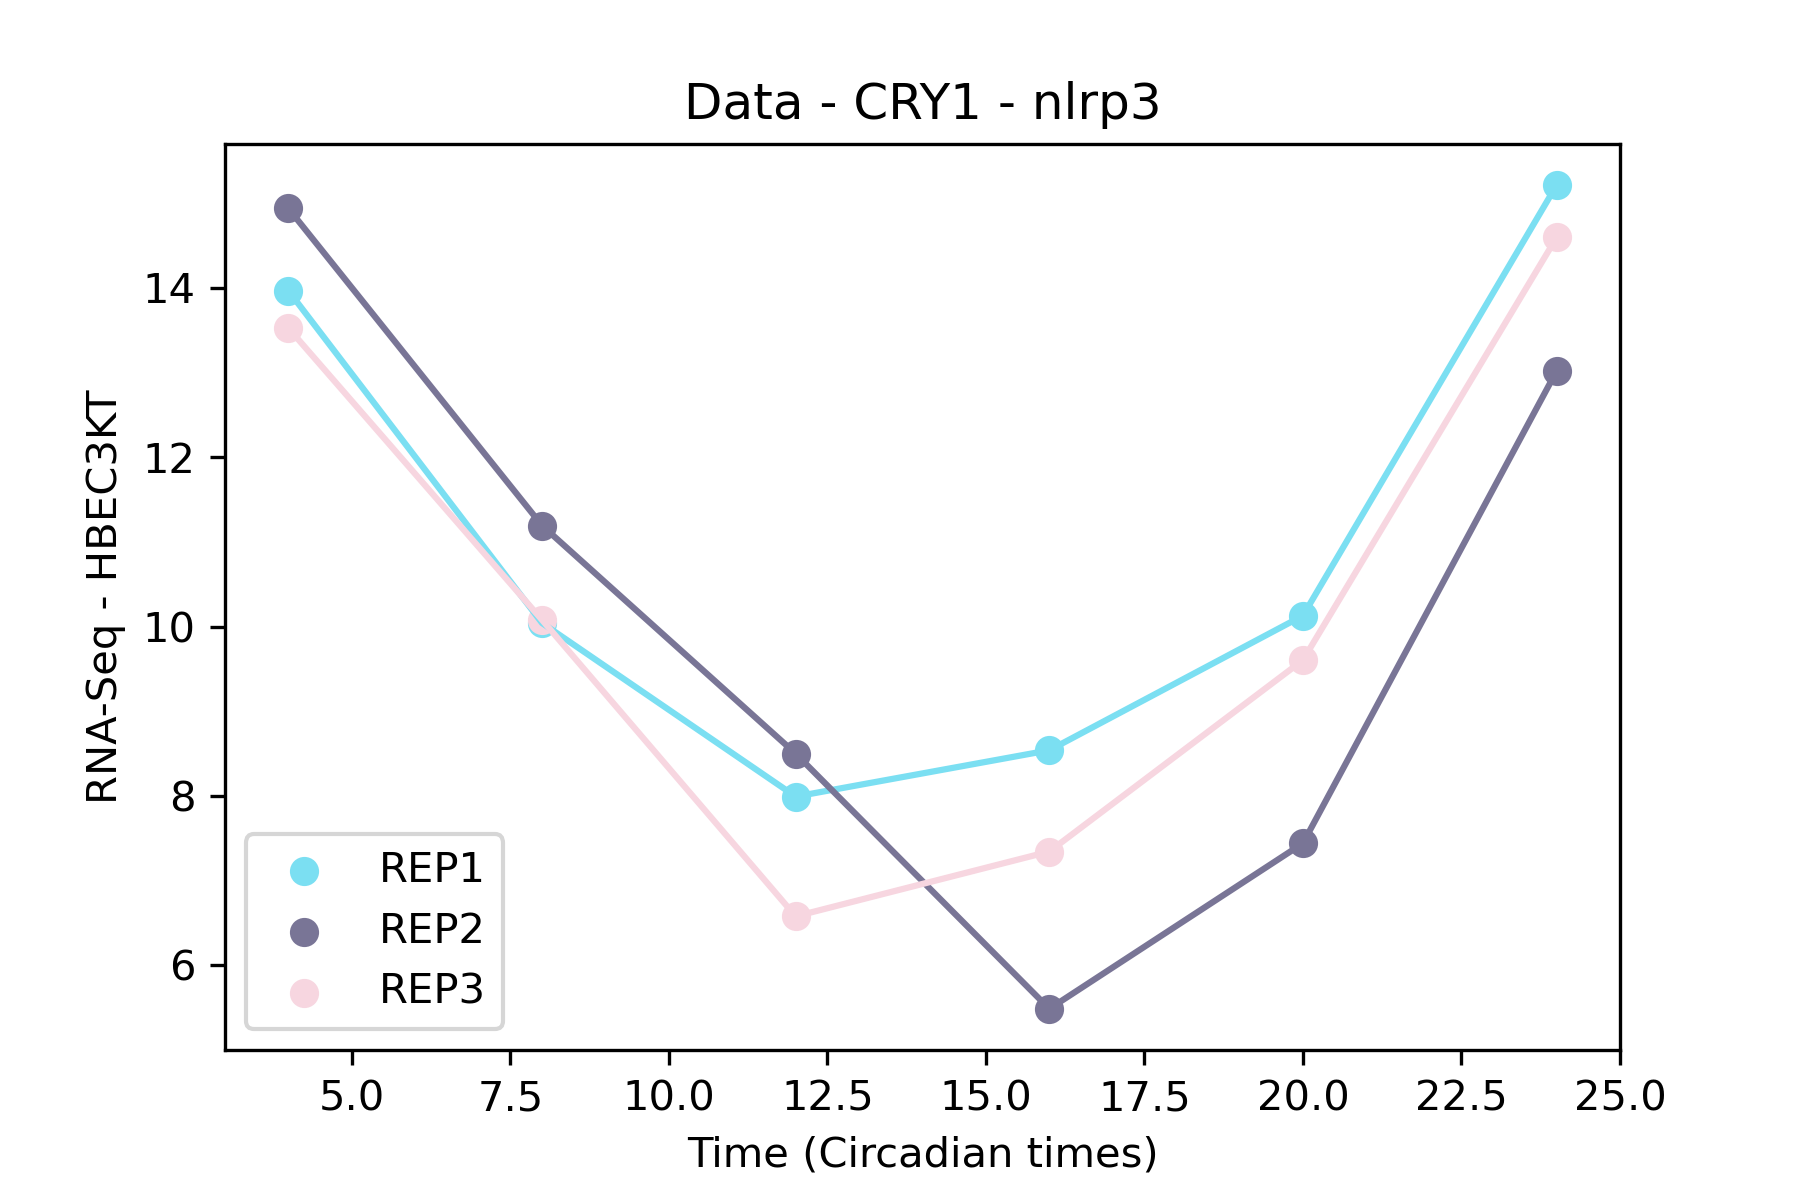 Data - CRY1 - nlrp3
RNA-Seq - HBEC3KT
14
12
10
8
6
REP1
REP2
REP3
5.0 7.5 10.0 12.5 15.0 17.5 20.0 22.5 25.0
Time (Circadian times)